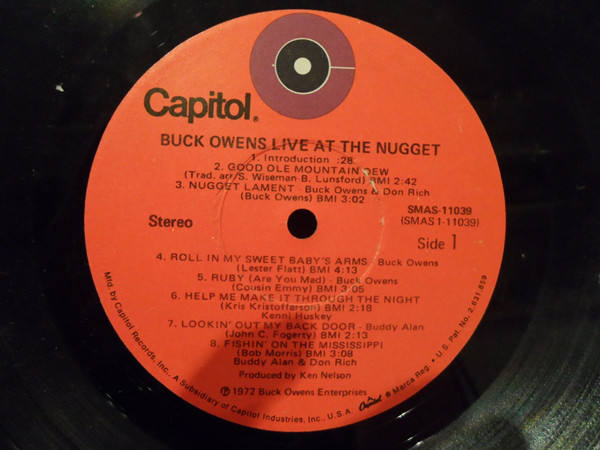 Capitol®
BUCK OWENS LIVE AT THE NUGGET
1. Introduction :28
2. GOOD OLE MOUNTAIN DEW
(Trad. arr. S. Wiseman B. Lunsford) BMI 2:42
3. NUGGET LAMENT - Buck Owens & Don Rich
(Buck Owens) BMI 3:02
Stereo
SMAS-11039
(SMAS 1-11039)
Side 1
4. ROLL IN MY SWEET BABY'S ARMS - Buck Owens
(Lester Flatt) BMI 4:13
5. RUBY (Are You Mad) - Buck Owens
(Cousin Emmy) BMI 3:05
6. HELP ME MAKE IT THROUGH THE NIGHT
(Kris Kristofferson) BMI 2:18
Kenni Huskey
7. LOOKIN' OUT MY BACK DOOR - Buddy Alan
(John C. Fogerty) BMI 2:13
8. FISHIN' ON THE MISSISSIPPI
(Bob Morris) BMI 3:08
Buddy Alan & Don Rich
Produced by Ken Nelson
℗ 1972 Buck Owens Enterprises
Mfd. by Capitol Records, Inc., A Subsidiary of Capitol Industries, Inc., U.S.A. Capitol ® Marca Reg. • U.S. Pat. No. 2,631,859